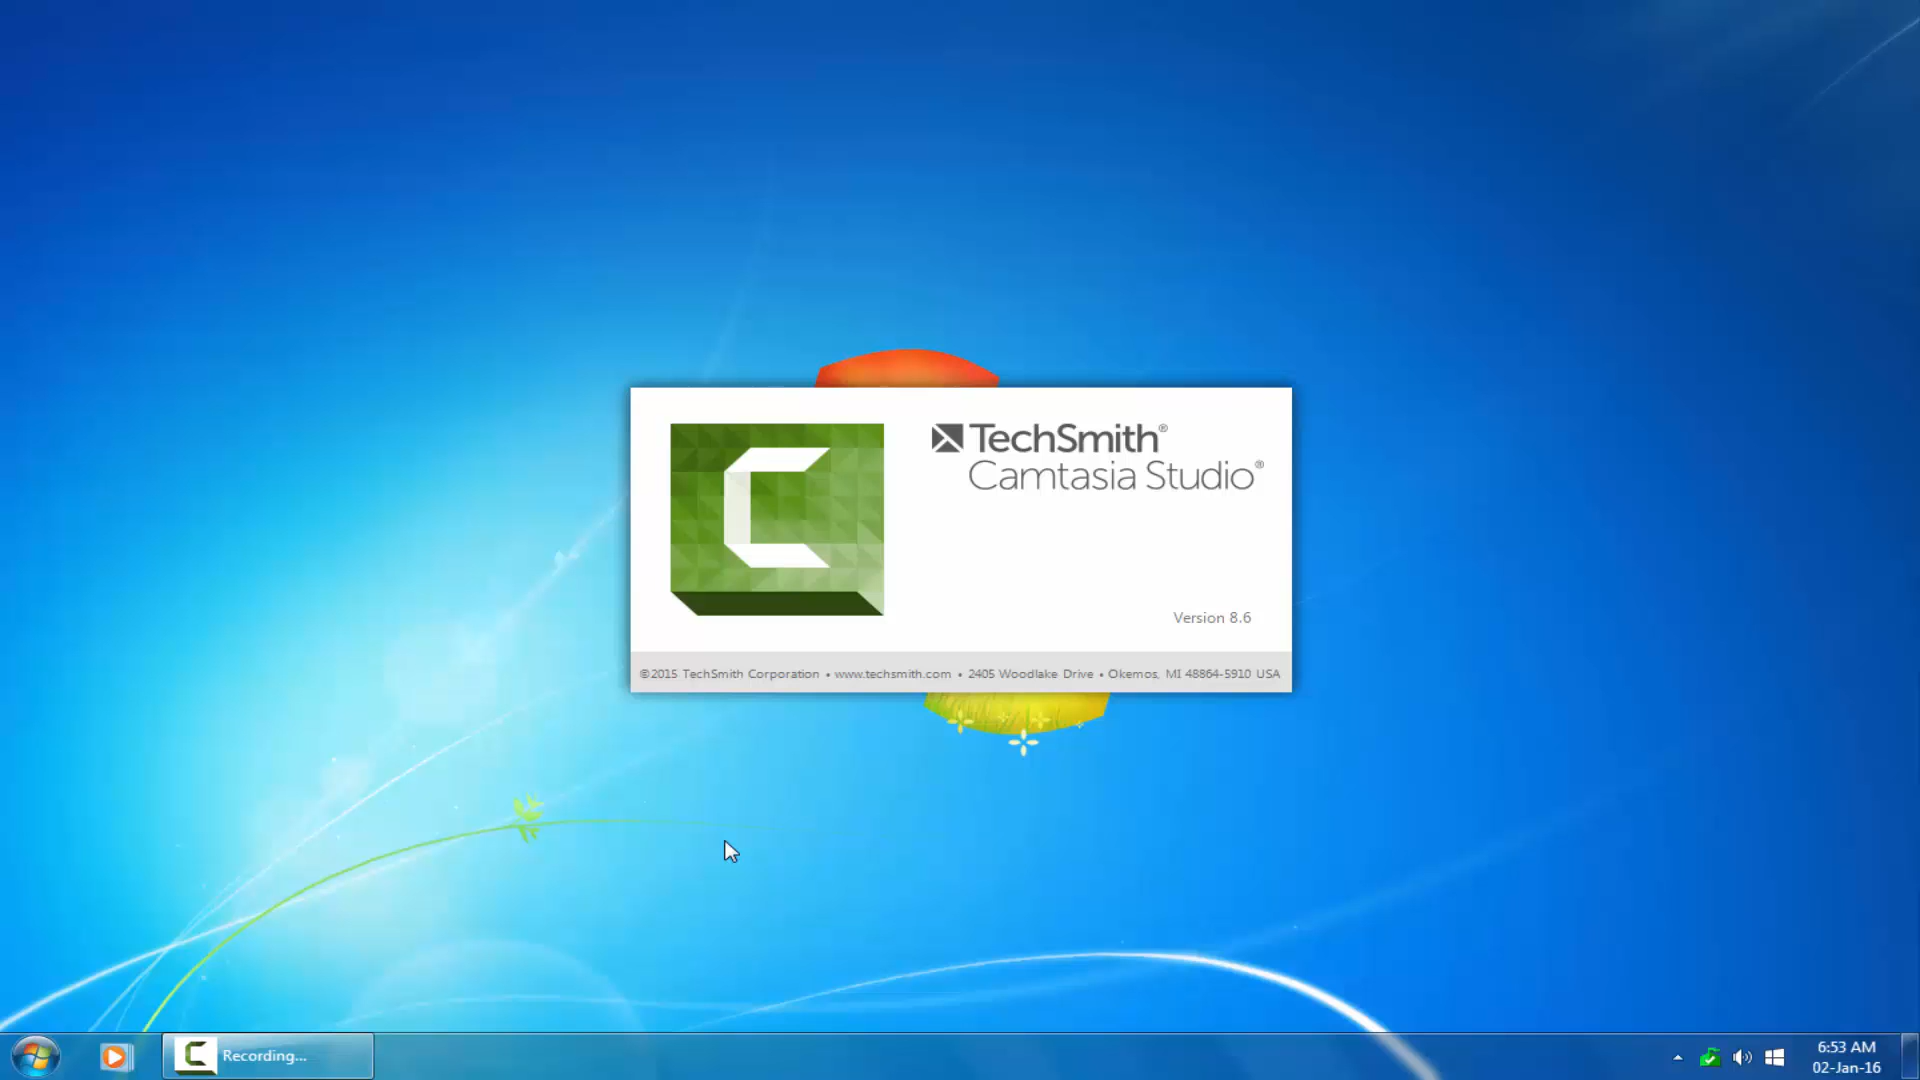 TechSmith®
Camtasia Studio®
Version 8.6
©2015 TechSmith Corporation • www.techsmith.com • 2405 Woodlake Drive • Okemos, MI 48864-5910 USA
Recording...
6:53 AM
02-Jan-16